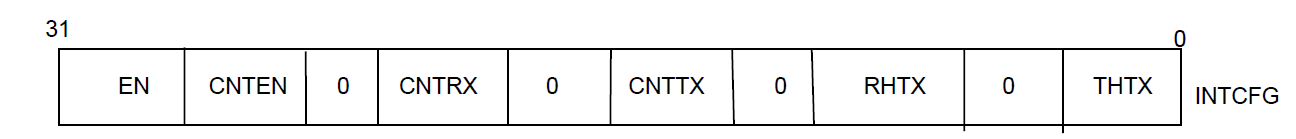 31
0
EN CNTEN 0 CNTRX 0 CNTTX 0 RHTX 0 THTX INTCFG